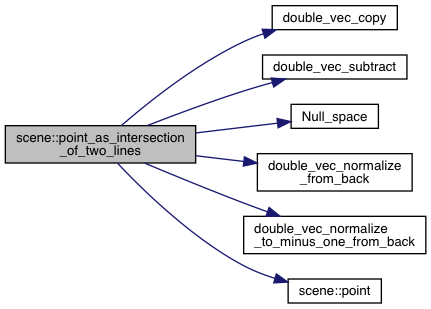 double_vec_copy
double_vec_subtract
Null_space
scene::point_as_intersection
_of_two_lines
double_vec_normalize
_from_back
double_vec_normalize
_to_minus_one_from_back
scene::point